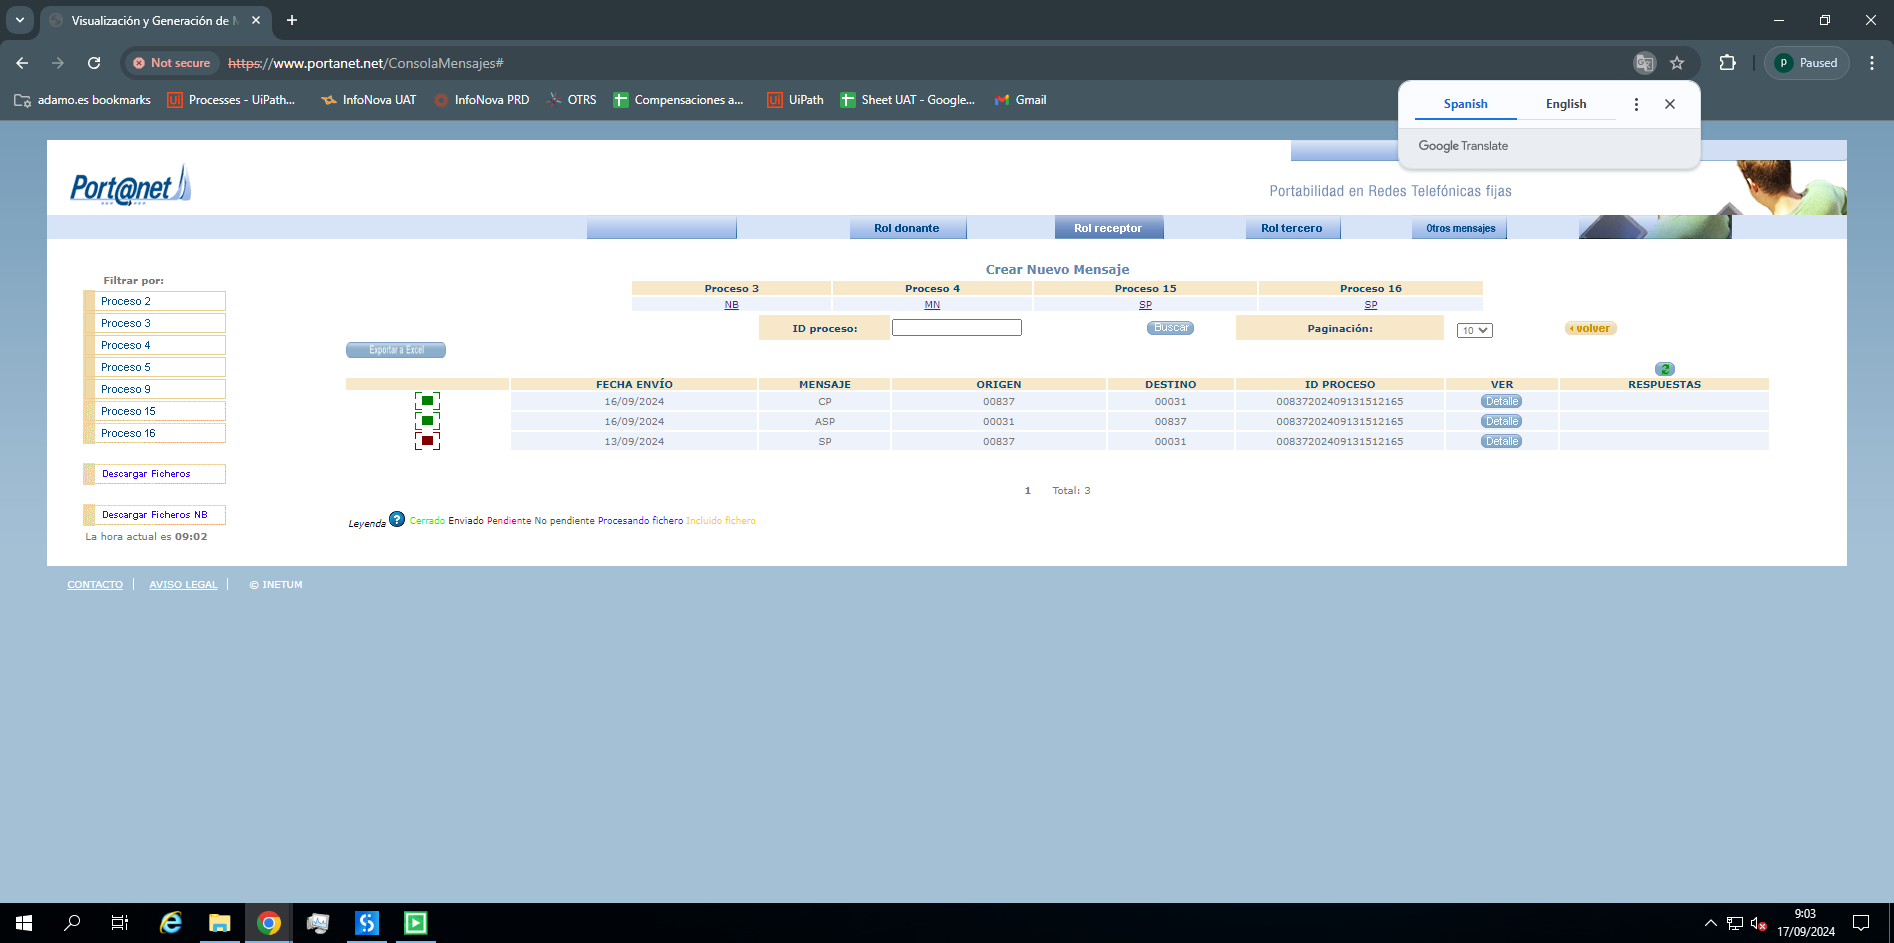 Visualización y Generación de M
Not secure
https://www.portanet.net/ConsolaMensajes#
Paused
adamo.es bookmarks
Processes - UiPath...
InfoNova UAT
InfoNova PRD
OTRS
Compensaciones a...
UiPath
Sheet UAT - Google...
Gmail
Spanish
English
Google Translate
Port@net
Portabilidad en Redes Telefónicas fijas
Rol donante
Rol receptor
Rol tercero
Otros mensajes
Filtrar por:
Proceso 2
Proceso 3
Proceso 4
Proceso 5
Proceso 9
Proceso 15
Proceso 16
Descargar Ficheros
Descargar Ficheros NB
La hora actual es 09:02
Crear Nuevo Mensaje
Proceso 3 Proceso 4 Proceso 15 Proceso 16
NB MN SP SP
ID proceso: Buscar Paginación: 10 volver
Exportar a Excel
FECHA ENVÍO MENSAJE ORIGEN DESTINO ID PROCESO VER RESPUESTAS
16/09/2024 CP 00837 00031 00837202409131512165 Detalle
16/09/2024 ASP 00031 00837 00837202409131512165 Detalle
13/09/2024 SP 00837 00031 00837202409131512165 Detalle
1 Total: 3
Leyenda ? Cerrado Enviado Pendiente No pendiente Procesando fichero Incluido fichero
CONTACTO | AVISO LEGAL | © INETUM
9:03
17/09/2024